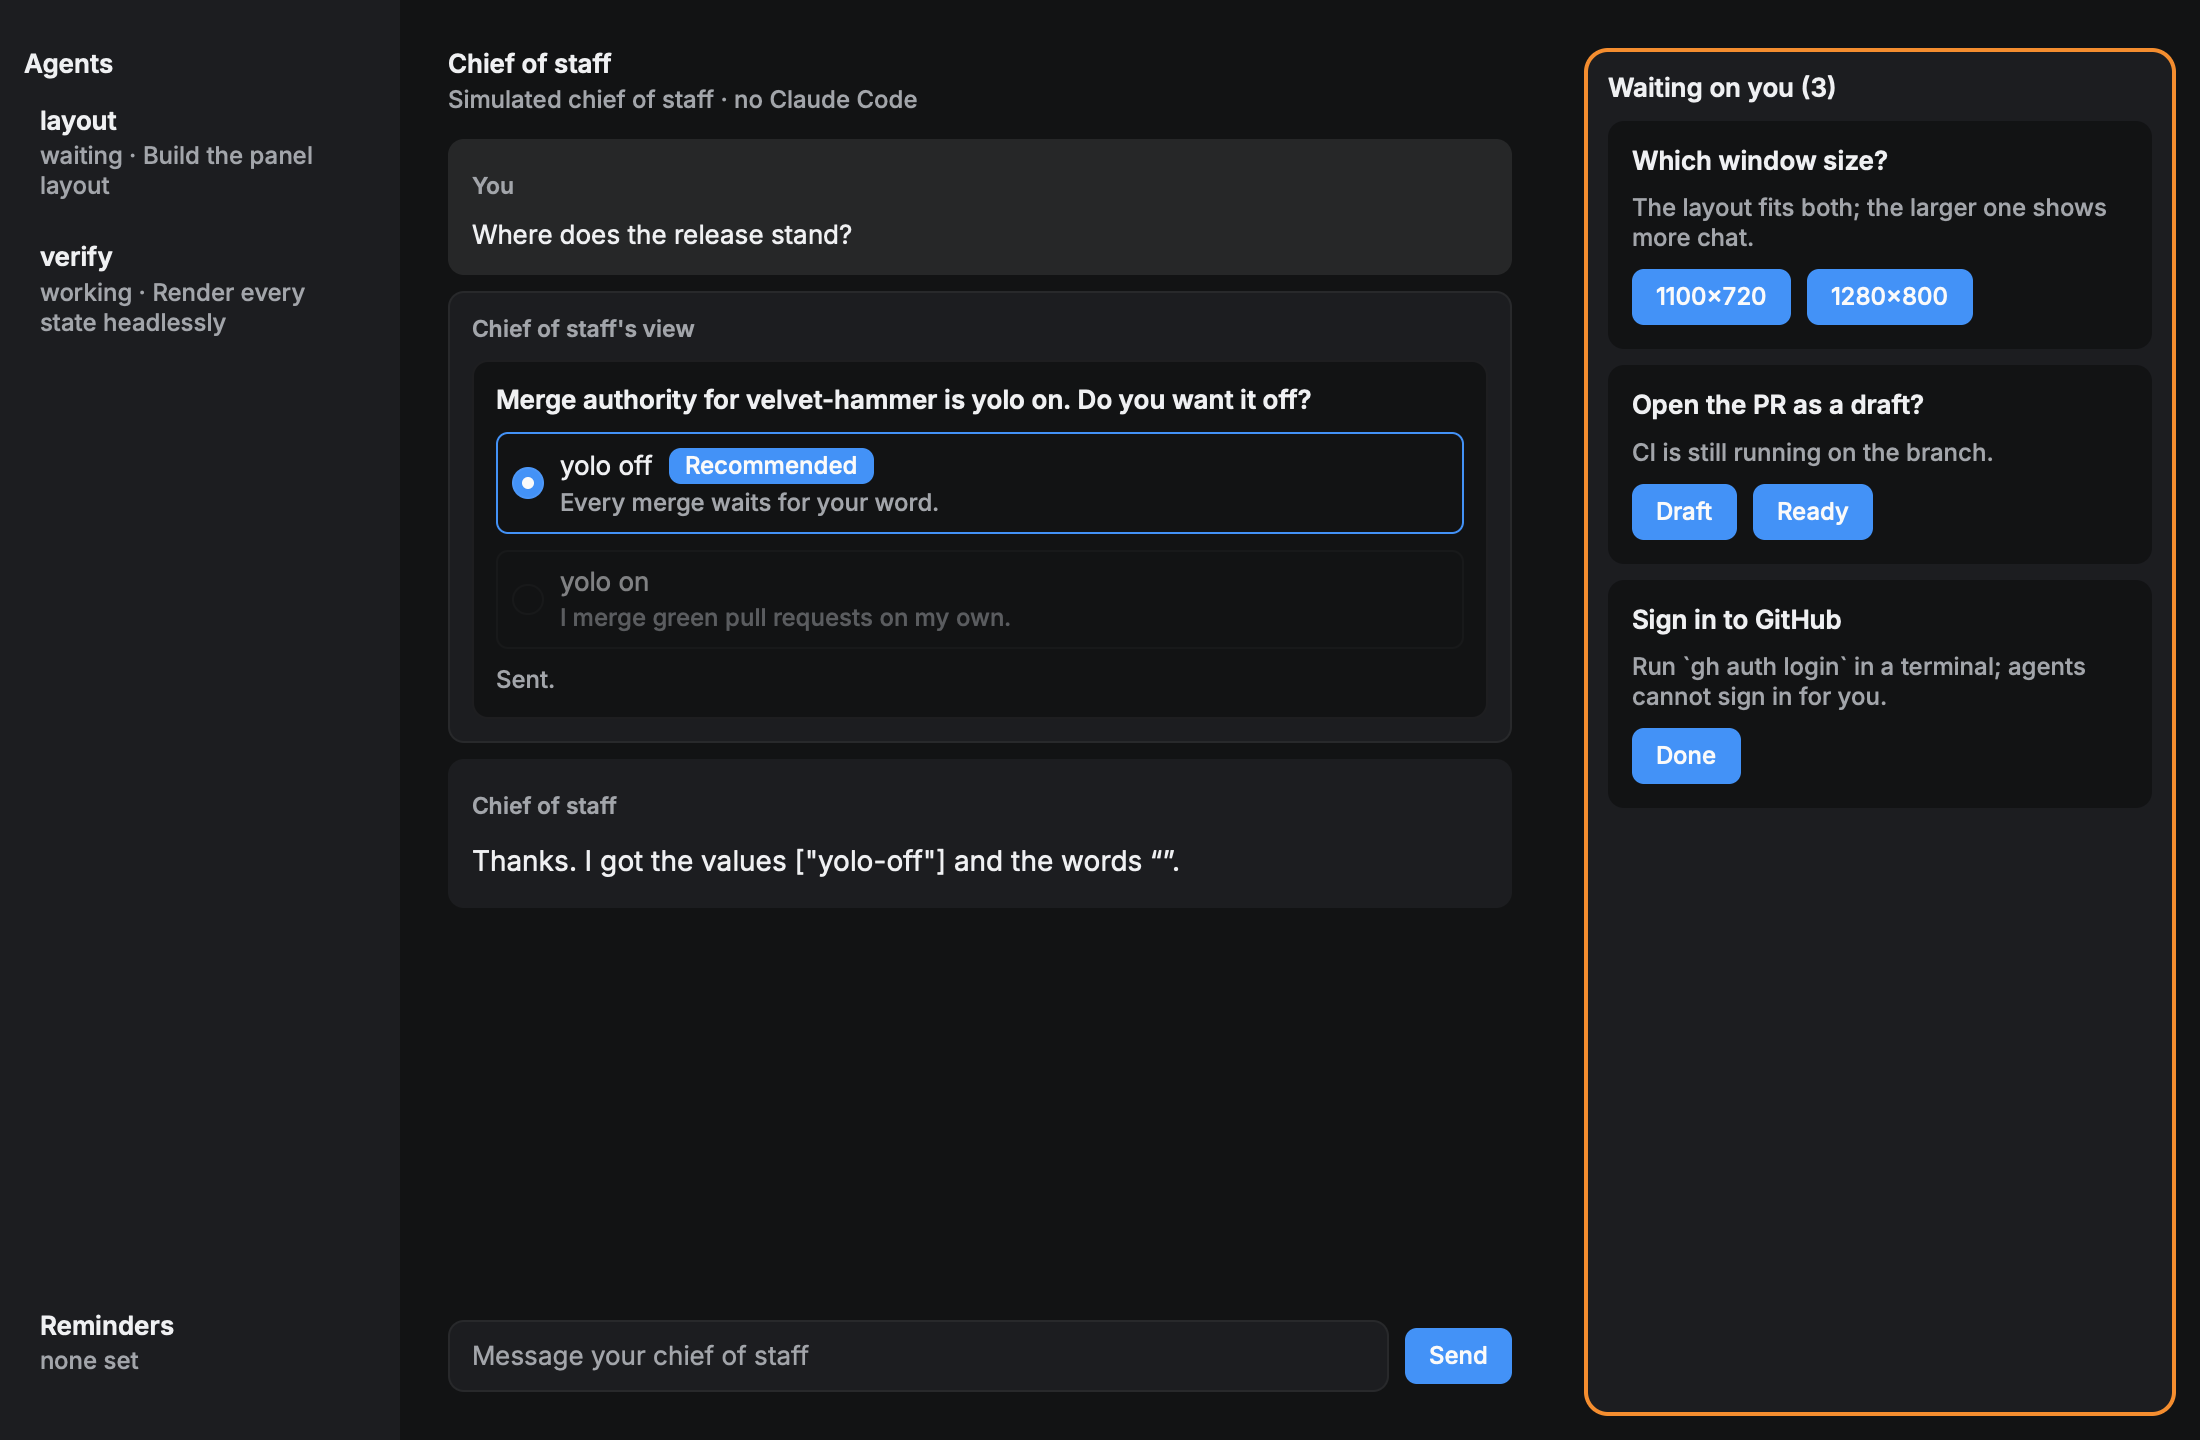 Agents
layout
waiting · Build the panel
layout
verify
working · Render every
state headlessly
Reminders
none set
Chief of staff
Simulated chief of staff · no Claude Code
You
Where does the release stand?
Chief of staff's view
Merge authority for velvet-hammer is yolo on. Do you want it off?
yolo off Recommended
Every merge waits for your word.
yolo on
I merge green pull requests on my own.
Sent.
Chief of staff
Thanks. I got the values ["yolo-off"] and the words “”.
Message your chief of staff
Send
Waiting on you (3)
Which window size?
The layout fits both; the larger one shows
more chat.
1100×720 1280×800
Open the PR as a draft?
CI is still running on the branch.
Draft Ready
Sign in to GitHub
Run `gh auth login` in a terminal; agents
cannot sign in for you.
Done